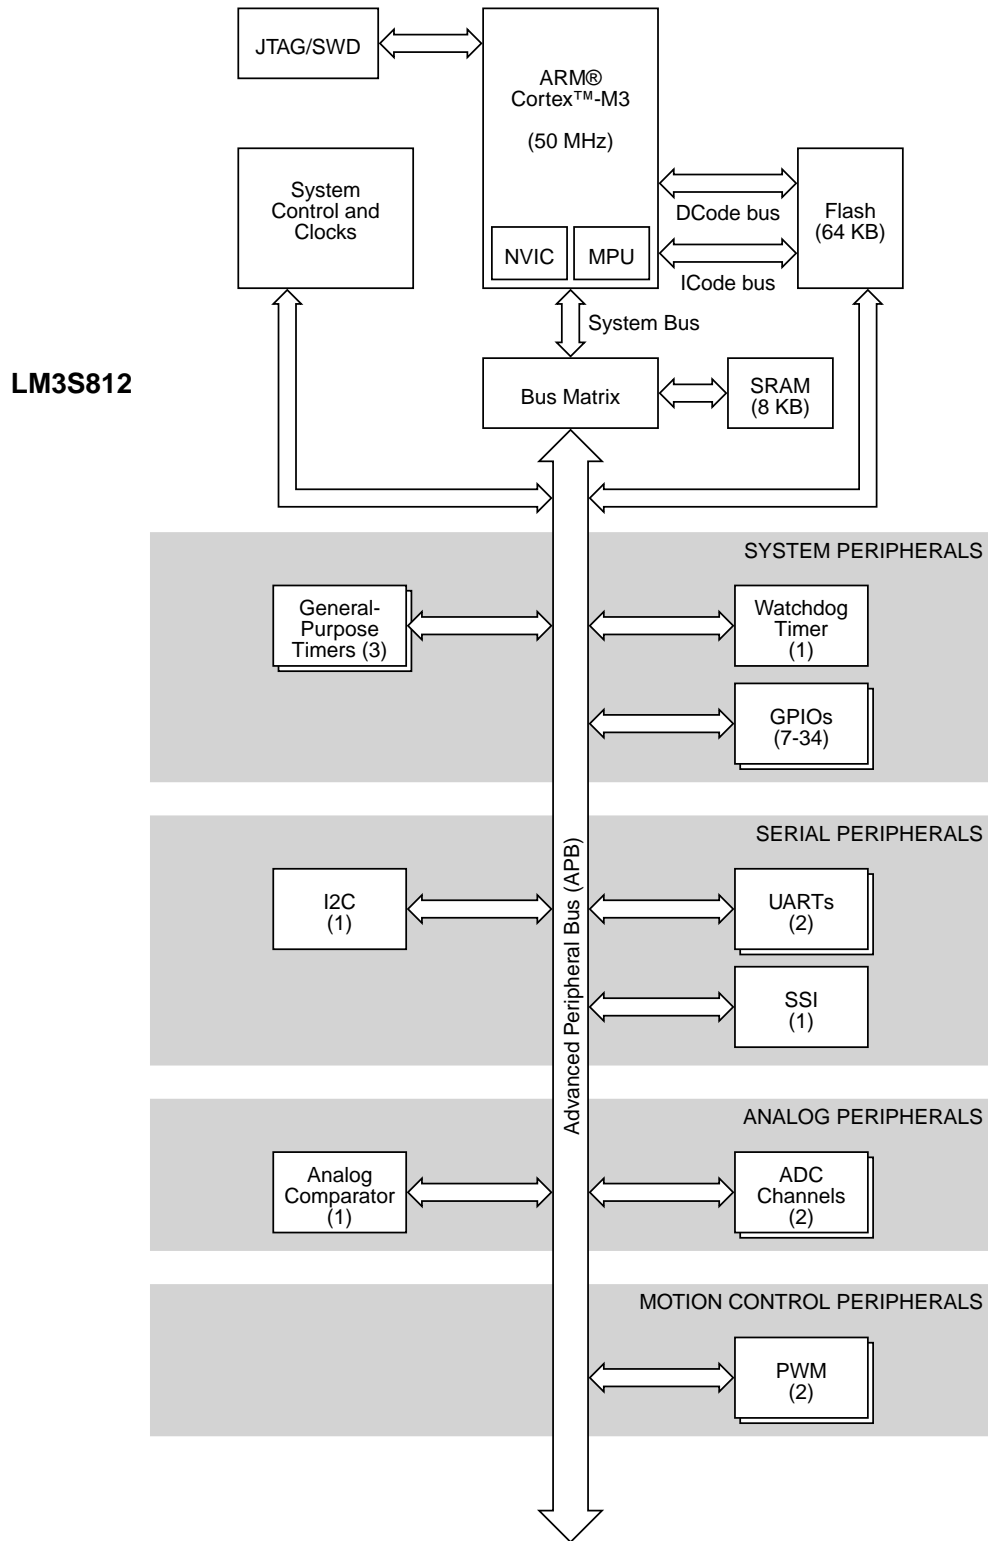 JTAG/SWD
ARM®
Cortex™-M3
(50 MHz)
NVIC
MPU
System
Control and
Clocks
DCode bus
ICode bus
Flash
(64 KB)
System Bus
LM3S812
Bus Matrix
SRAM
(8 KB)
SYSTEM PERIPHERALS
General-
Purpose
Timers (3)
Watchdog
Timer
(1)
GPIOs
(7-34)
Advanced Peripheral Bus (APB)
SERIAL PERIPHERALS
I2C
(1)
UARTs
(2)
SSI
(1)
ANALOG PERIPHERALS
Analog
Comparator
(1)
ADC
Channels
(2)
MOTION CONTROL PERIPHERALS
PWM
(2)